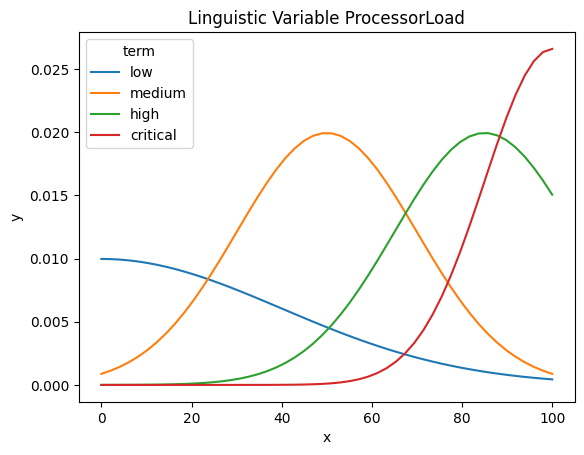 Linguistic Variable ProcessorLoad
term
low
medium
high
critical
0.025
0.020
0.015
0.010
0.005
0.000
y
0 20 40 60 80 100
x